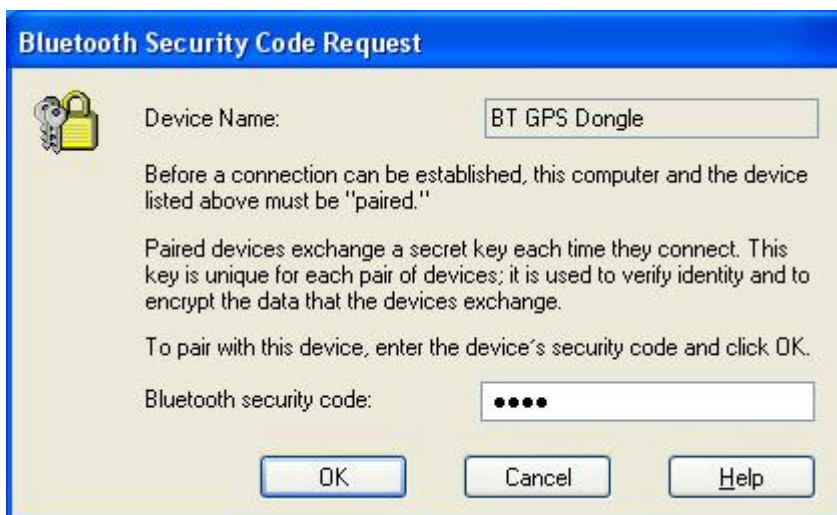 Bluetooth Security Code Request
Device Name: BT GPS Dongle
Before a connection can be established, this computer and the device
listed above must be "paired."
Paired devices exchange a secret key each time they connect. This
key is unique for each pair of devices; it is used to verify identity and to
encrypt the data that the devices exchange.
To pair with this device, enter the device´s security code and click OK.
Bluetooth security code: ●●●●
OK Cancel Help